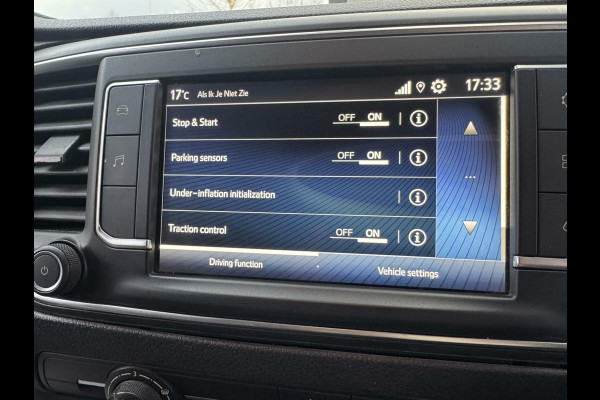 17°C Als Ik Je Niet Zie 17:33
Stop & Start OFF ON i
Parking sensors OFF ON i
Under-inflation initialization i
Traction control OFF ON i
Driving function Vehicle settings